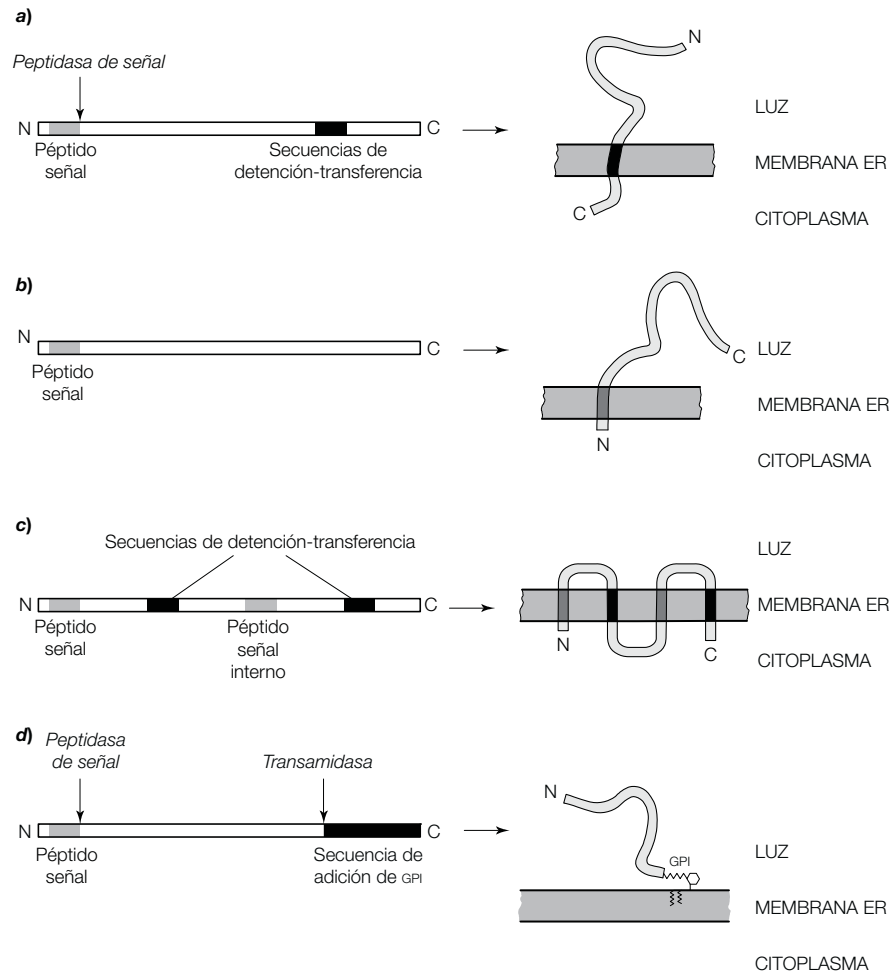 a)
Peptidasa de señal
N
C
Péptido
señal
Secuencias de
detención-transferencia
N
C
LUZ
MEMBRANA ER
CITOPLASMA
b)
N
C
Péptido
señal
C
N
LUZ
MEMBRANA ER
CITOPLASMA
c)
Secuencias de detención-transferencia
N
C
Péptido
señal
Péptido
señal
interno
N
C
LUZ
MEMBRANA ER
CITOPLASMA
d)
Peptidasa
de señal
Transamidasa
N
C
Péptido
señal
Secuencia de
adición de GPI
N
GPI
LUZ
MEMBRANA ER
CITOPLASMA